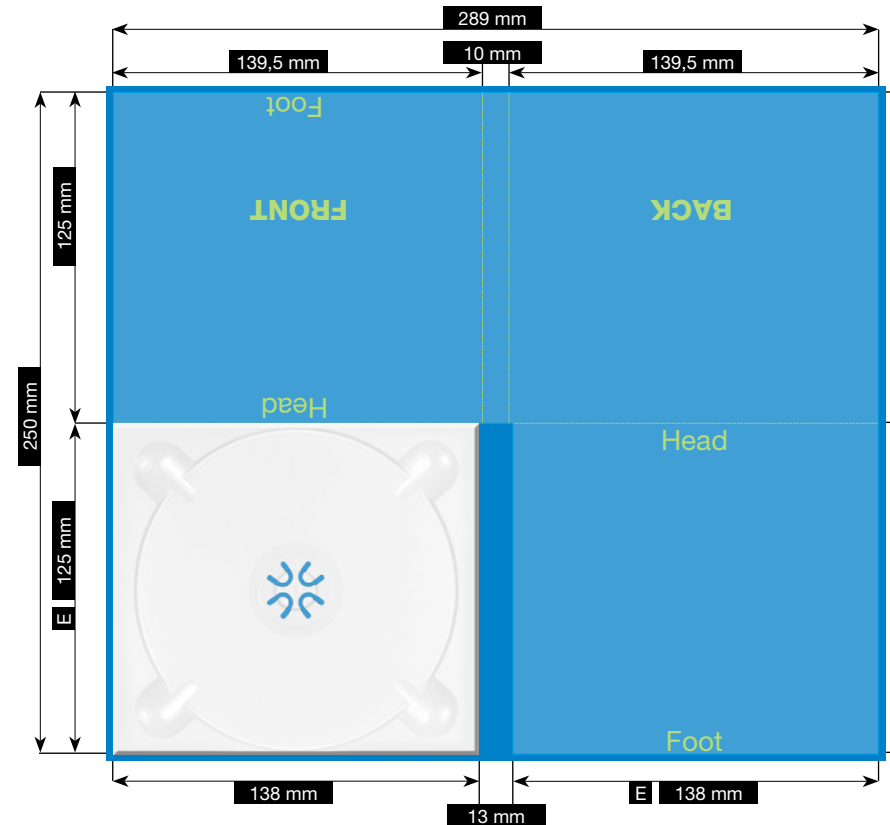 289 mm
10 mm
139,5 mm
139,5 mm
Foot
FRONT
BACK
125 mm
Head
250 mm
Head
125 mm
E
Foot
138 mm
E 138 mm
13 mm